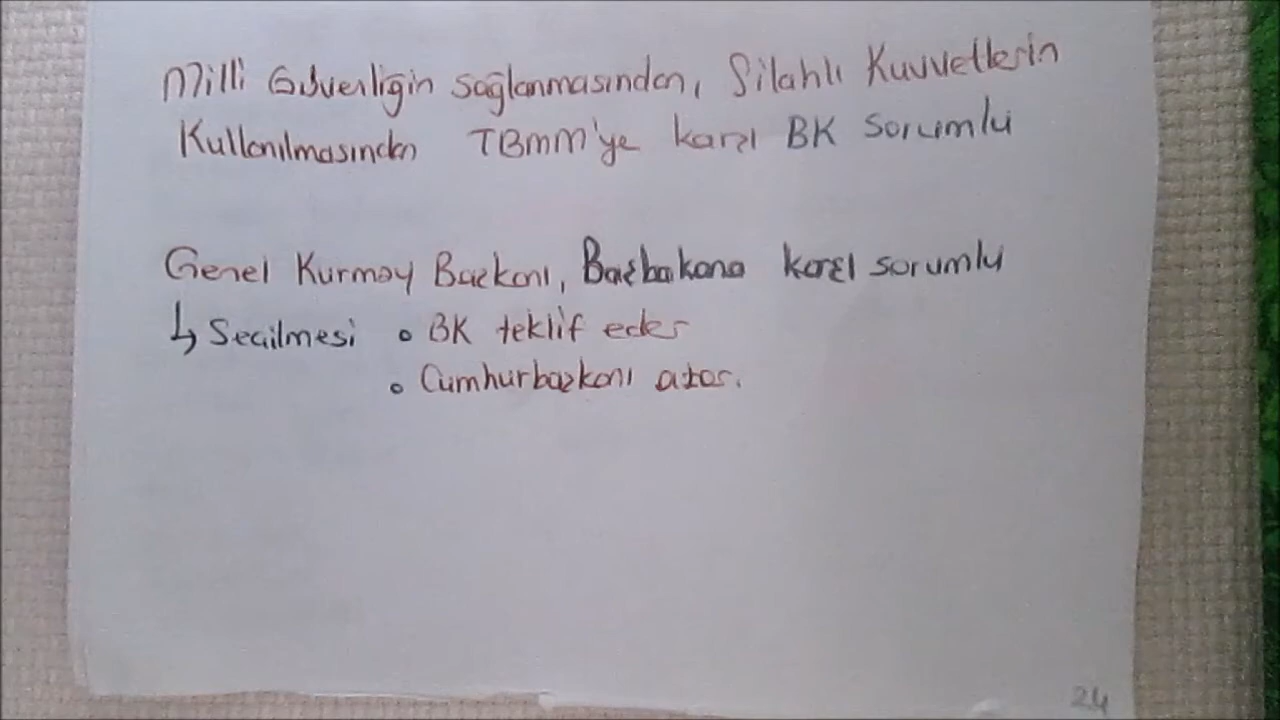 Milli Güvenliğin sağlanmasından, Silahlı Kuvvetlerin
Kullanılmasından TBMM'ye karşı BK sorumlu
Genel Kurmay Başkanı, Başbakana karşı sorumlu
↳ Seçilmesi • BK teklif eder
• Cumhurbaşkanı atar.
24